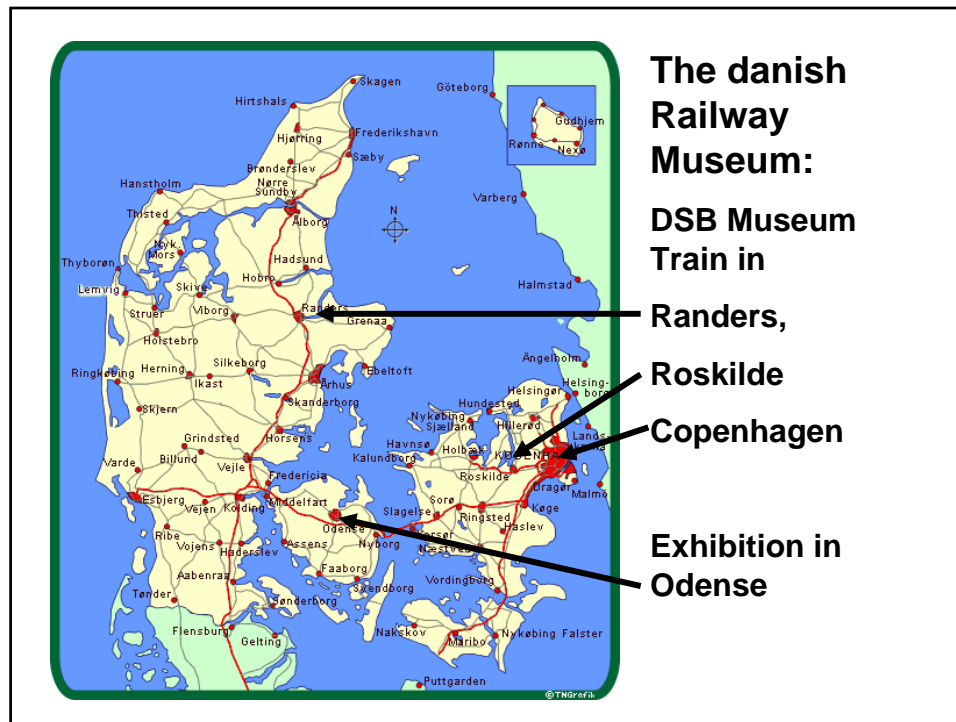 The danish
Railway
Museum:
DSB Museum
Train in
Randers,
Roskilde
Copenhagen
Exhibition in
Odense
Skagen
Göteborg
Hirtshals
Gudhjem
Hjørring
Frederikshavn
Rønne
Nexø
Sæby
Brønderslev
Nørre
Sundby
Hanstholm
Varberg
Thisted
N
Ålborg
Nyk.
Mors
Hadsund
Thyborøn
Hobro
Halmstad
Lemvig
Skive
Struer
Viborg
Randers
Grenaa
Holstebro
Ängelholm
Silkeborg
Herning
Ebeltoft
Ringkøbing
Ikast
Århus
Helsingør
Helsing-
borg
Skanderborg
Hundested
Skjern
Nykøbing
Sjælland
Hillerød
Lands-
Horsens
Grindsted
Havnsø
Holbæk
KØBENHA
Billund
Varde
Vejle
Kalundborg
Roskilde
Fredericia
Dragør
Malmö
Esbjerg
Middelfart
Sorø
Vejen
Kolding
Slagelse
Ringsted
Køge
Odense
Haslev
Ribe
Vojens
Haderslev
Assens
Nyborg
Næstved
Aabenraa
Faaborg
Svendborg
Vordingborg
Tønder
Sønderborg
Flensburg
Gelting
Nakskov
Maribo
Nykøbing Falster
Puttgarden
©TNGrafik